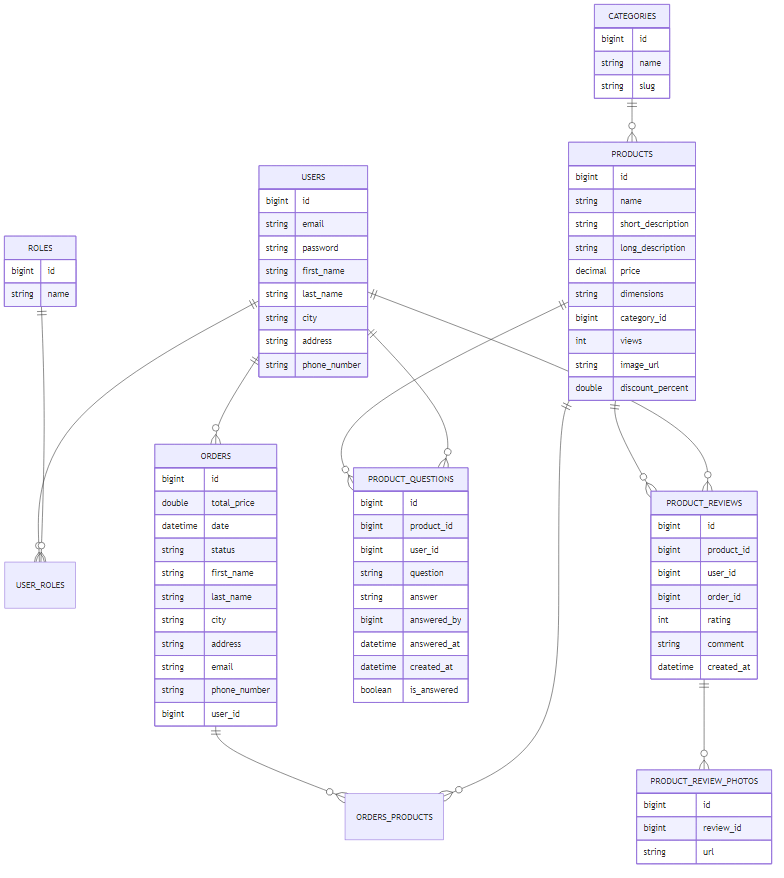 CATEGORIES
bigint id
string name
string slug
PRODUCTS
bigint id
string name
string short_description
string long_description
decimal price
string dimensions
bigint category_id
int views
string image_url
double discount_percent
USERS
bigint id
string email
string password
string first_name
string last_name
string city
string address
string phone_number
ROLES
bigint id
string name
ORDERS
bigint id
double total_price
datetime date
string status
string first_name
string last_name
string city
string address
string email
string phone_number
bigint user_id
PRODUCT_QUESTIONS
bigint id
bigint product_id
bigint user_id
string question
string answer
bigint answered_by
datetime answered_at
datetime created_at
boolean is_answered
PRODUCT_REVIEWS
bigint id
bigint product_id
bigint user_id
bigint order_id
int rating
string comment
datetime created_at
USER_ROLES
ORDERS_PRODUCTS
PRODUCT_REVIEW_PHOTOS
bigint id
bigint review_id
string url